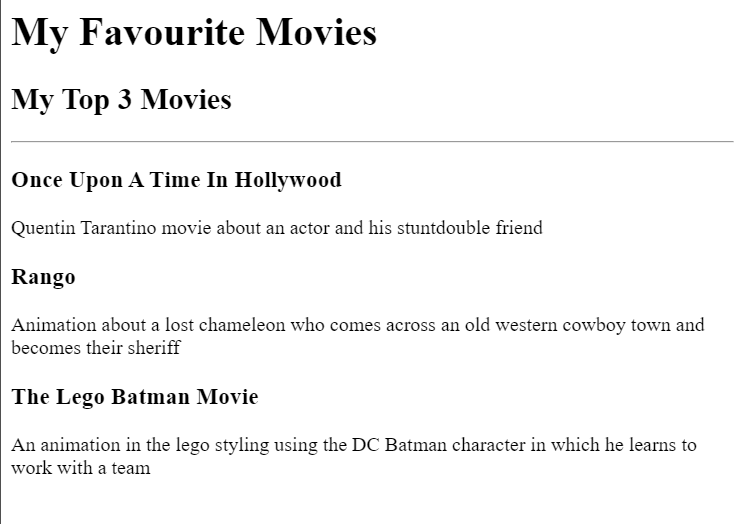 My Favourite Movies
My Top 3 Movies
Once Upon A Time In Hollywood
Quentin Tarantino movie about an actor and his stuntdouble friend
Rango
Animation about a lost chameleon who comes across an old western cowboy town and
becomes their sheriff
The Lego Batman Movie
An animation in the lego styling using the DC Batman character in which he learns to
work with a team